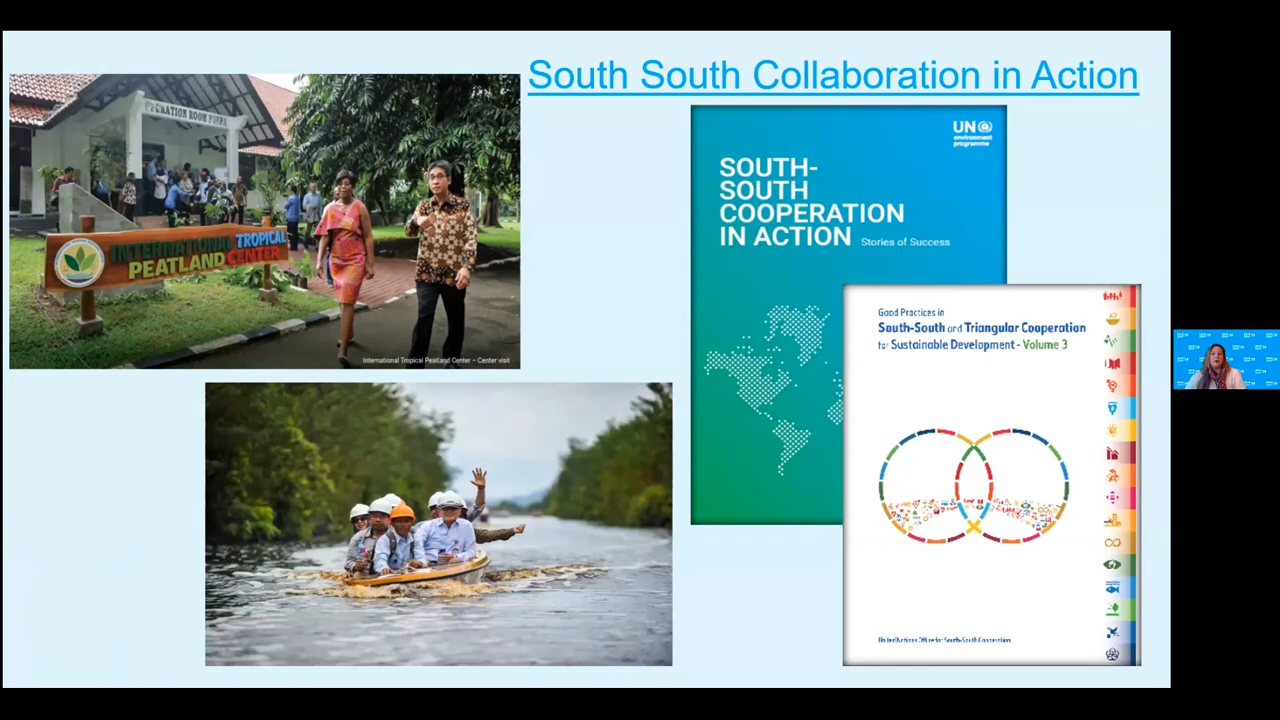 South South Collaboration in Action
OPERATION ROOM
INTERNATIONAL TROPICAL
PEATLAND CENTER
International Tropical Peatland Center – Center visit
UN
environment
programme
SOUTH-
SOUTH
COOPERATION
IN ACTION Stories of Success
Good Practices in
South-South and Triangular Cooperation
for Sustainable Development - Volume 3
United Nations Office for South-South Cooperation